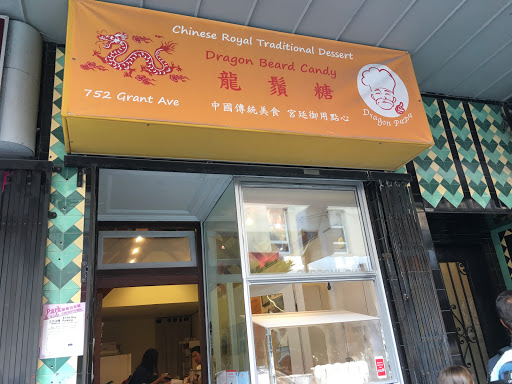 Chinese Royal Traditional Dessert
Dragon Beard Candy
龍鬚糖
752 Grant Ave
中國傳統美食 宮廷御用點心
Dragon Papa
Park